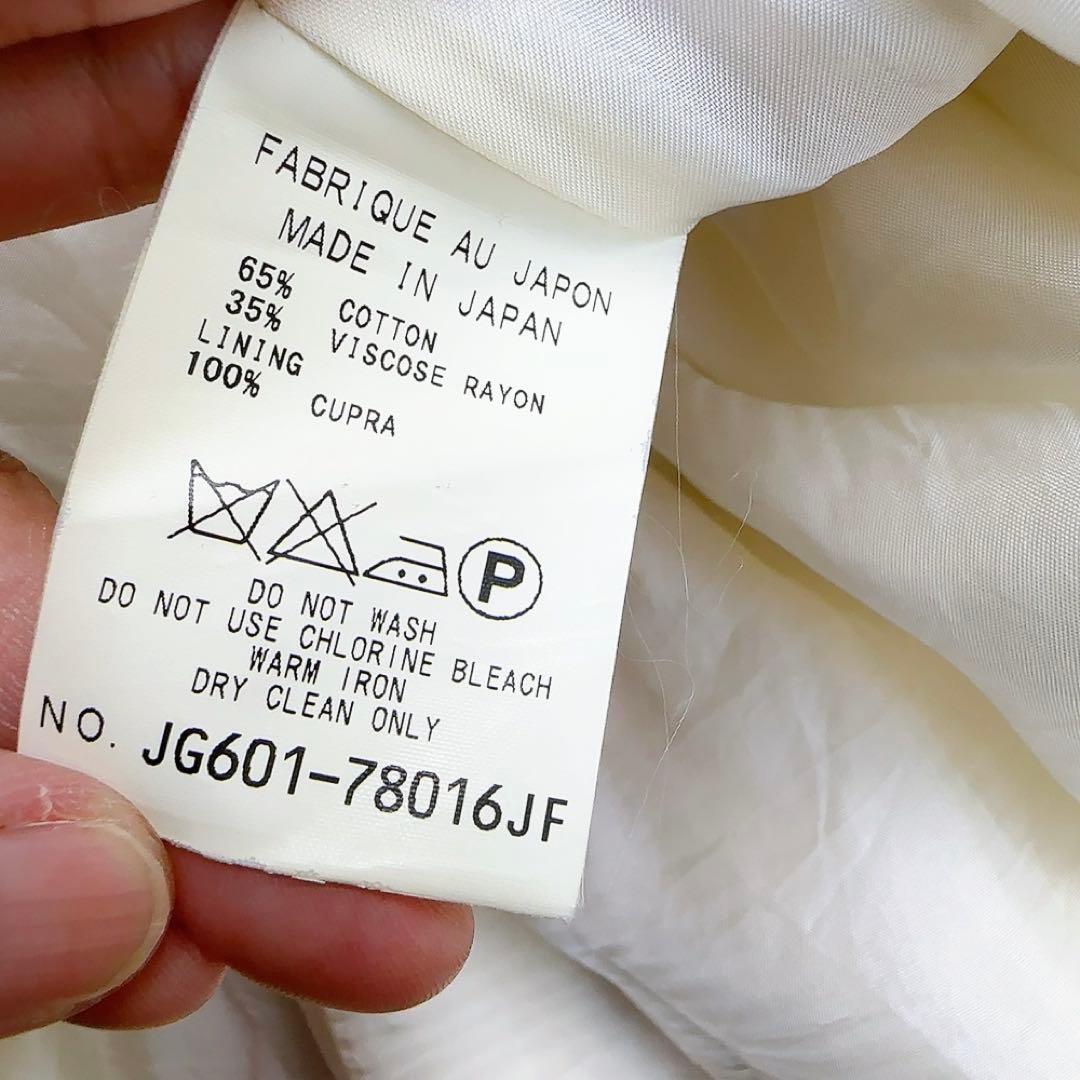 FABRIQUE AU JAPON
MADE IN JAPAN
65% COTTON
35% VISCOSE RAYON
LINING
100% CUPRA
P
DO NOT WASH
DO NOT USE CHLORINE BLEACH
WARM IRON
DRY CLEAN ONLY
NO. JG601-78016JF